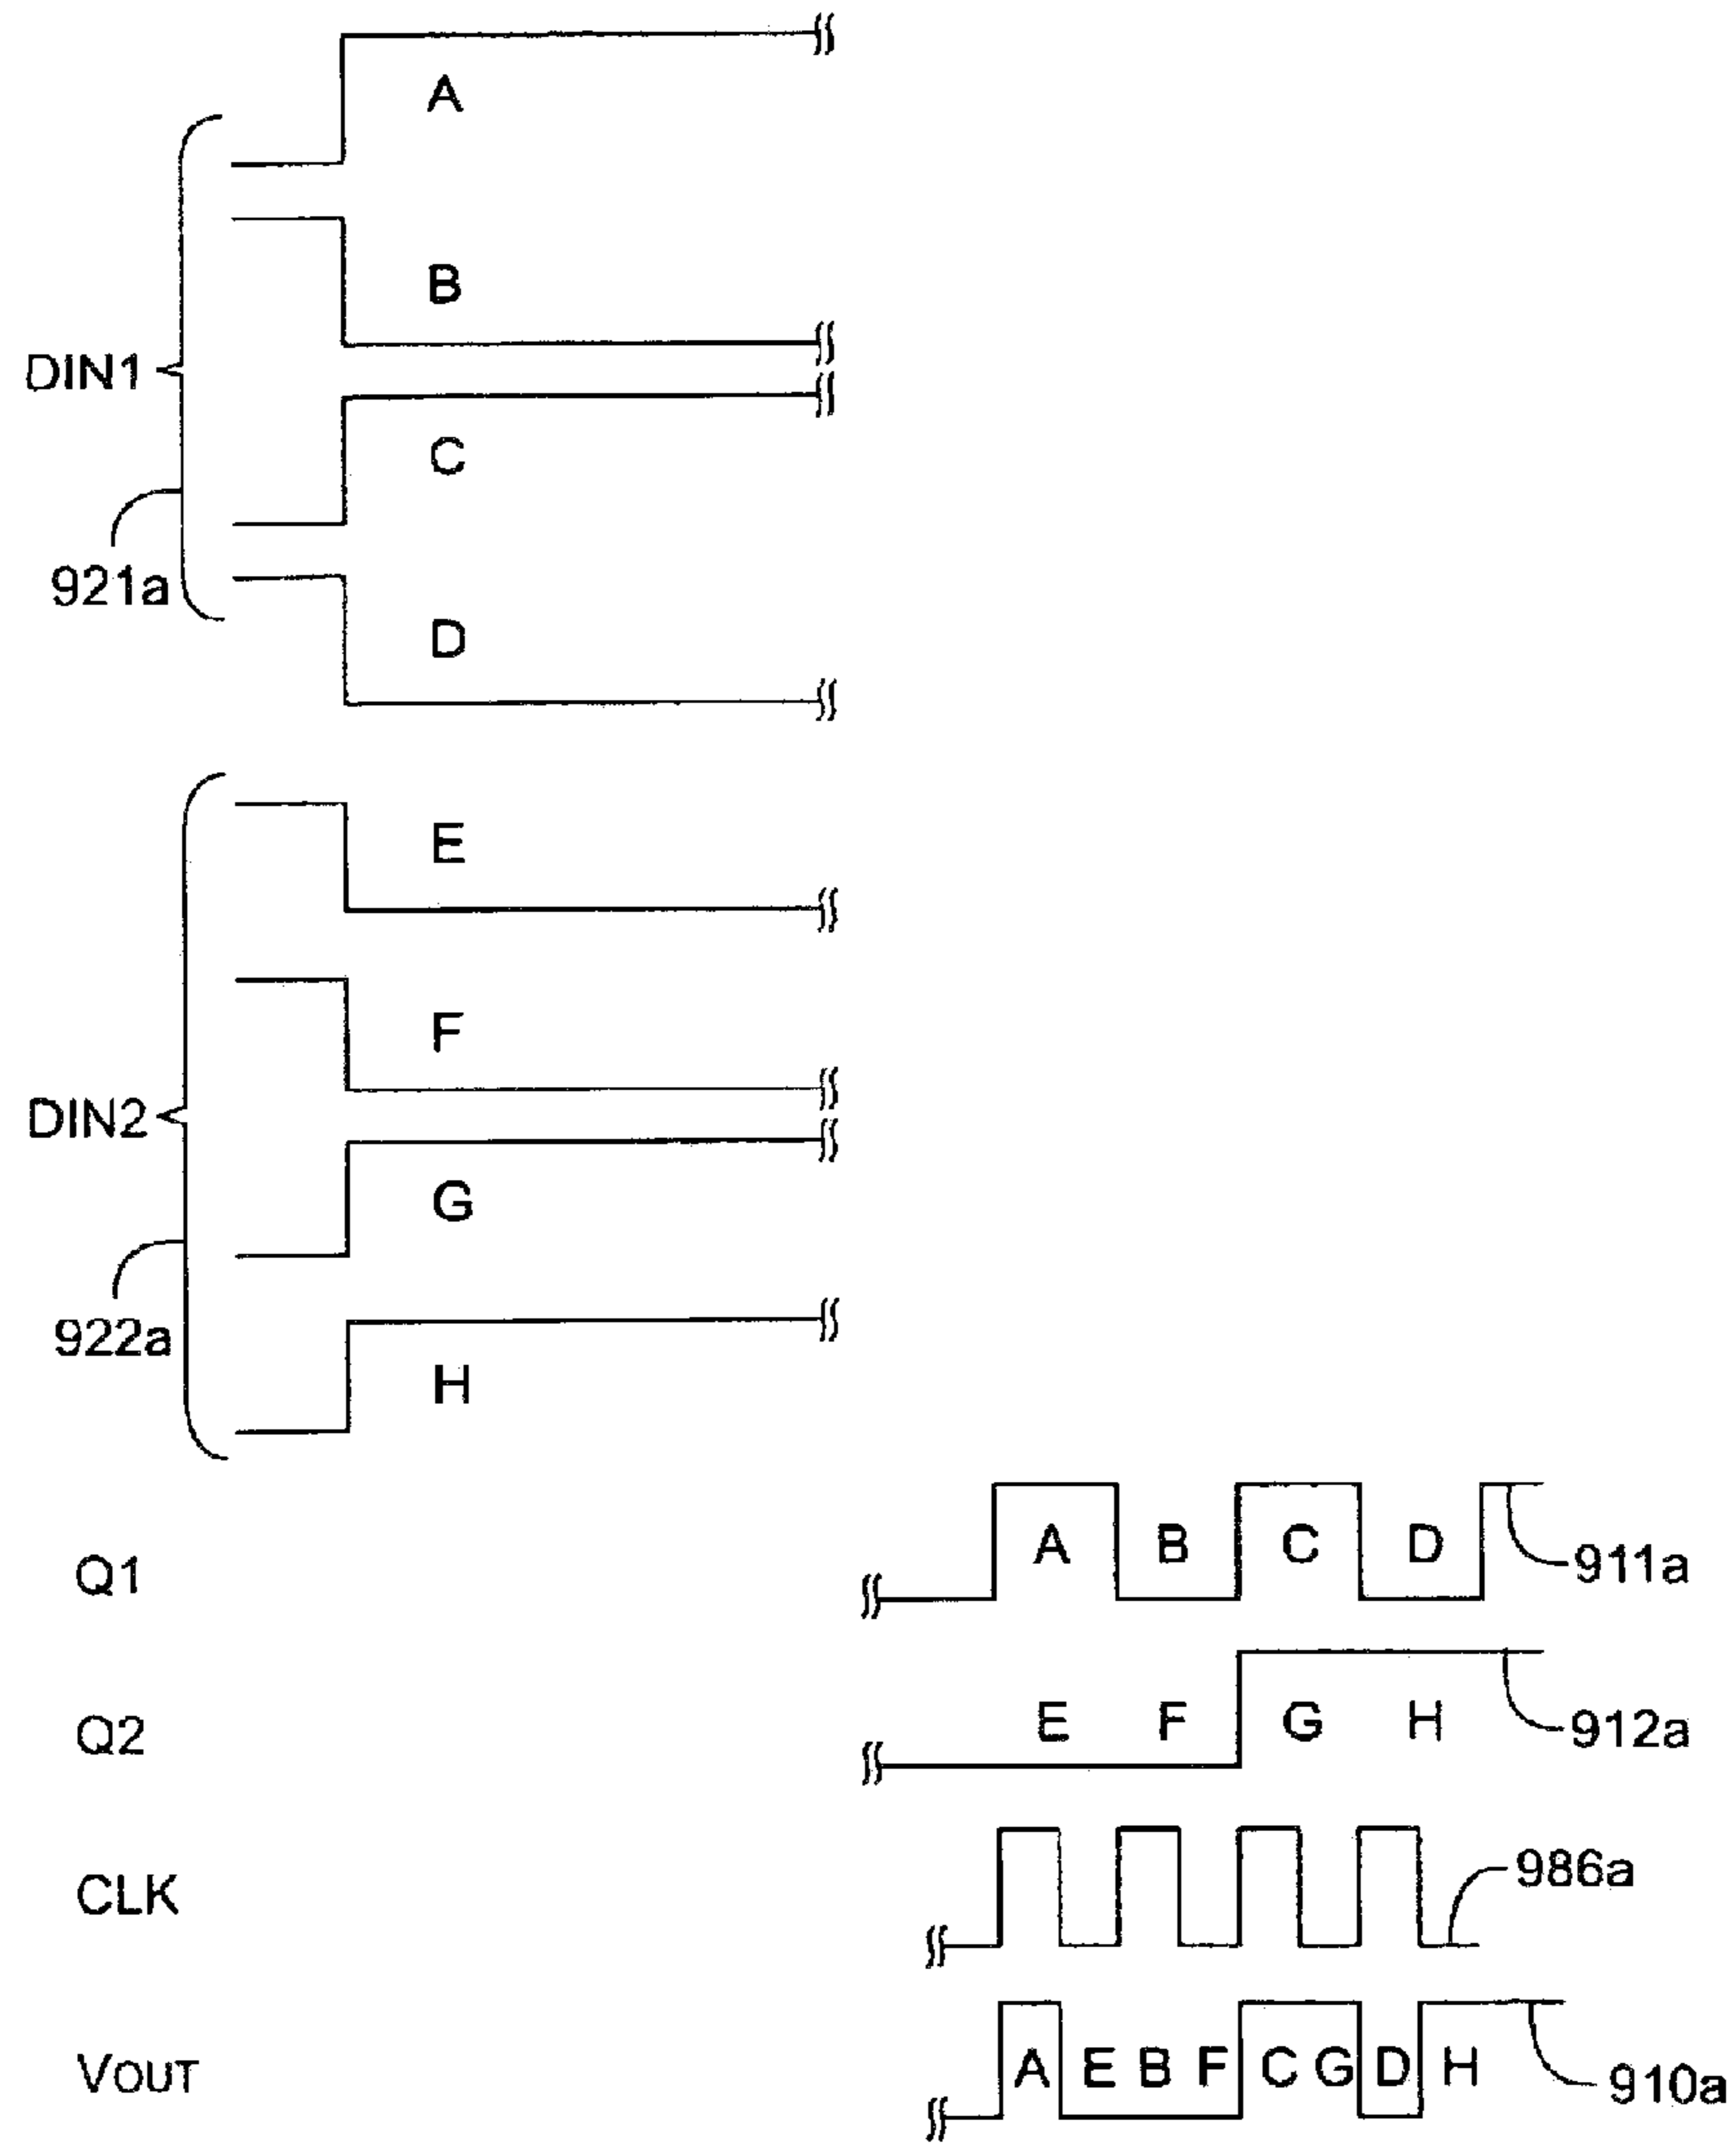 A
B
DIN1
C
921a
D
E
F
DIN2
G
922a
H
Q1 A B C D 911a
Q2 E F G H 912a
CLK 986a
VOUT A E B F C G D H 910a